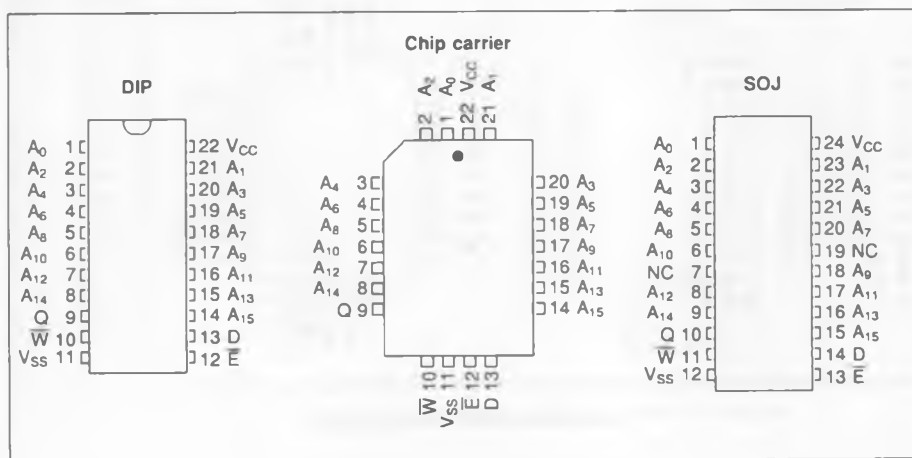 Chip carrier
DIP
SOJ
A₀ 1 22 V_CC
A₂ 2 21 A₁
A₄ 3 20 A₃
A₆ 4 19 A₅
A₈ 5 18 A₇
A₁₀ 6 17 A₉
A₁₂ 7 16 A₁₁
A₁₄ 8 15 A₁₃
Q 9 14 A₁₅
W̅ 10 13 D
V_SS 11 12 E̅
A₂ A₀ V_CC A₁
2 1 22 21
A₄ 3 20 A₃
A₆ 4 19 A₅
A₈ 5 18 A₇
A₁₀ 6 17 A₉
A₁₂ 7 16 A₁₁
A₁₄ 8 15 A₁₃
Q 9 14 A₁₅
10 11 12 13
W̅ V_SS E̅ D
A₀ 1 24 V_CC
A₂ 2 23 A₁
A₄ 3 22 A₃
A₆ 4 21 A₅
A₈ 5 20 A₇
A₁₀ 6 19 NC
NC 7 18 A₉
A₁₂ 8 17 A₁₁
A₁₄ 9 16 A₁₃
Q 10 15 A₁₅
W̅ 11 14 D
V_SS 12 13 E̅